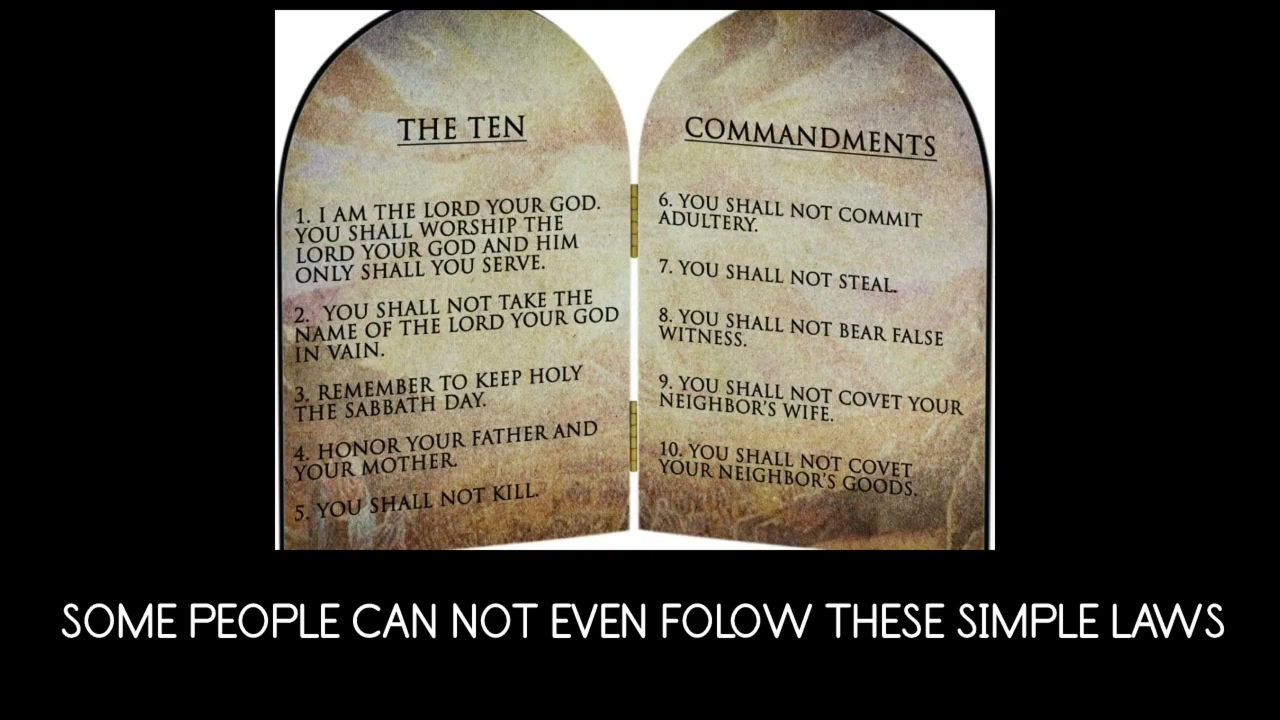 THE TEN
1. I AM THE LORD YOUR GOD.
YOU SHALL WORSHIP THE
LORD YOUR GOD AND HIM
ONLY SHALL YOU SERVE.
2. YOU SHALL NOT TAKE THE
NAME OF THE LORD YOUR GOD
IN VAIN.
3. REMEMBER TO KEEP HOLY
THE SABBATH DAY.
4. HONOR YOUR FATHER AND
YOUR MOTHER.
5. YOU SHALL NOT KILL.
COMMANDMENTS
6. YOU SHALL NOT COMMIT
ADULTERY.
7. YOU SHALL NOT STEAL.
8. YOU SHALL NOT BEAR FALSE
WITNESS.
9. YOU SHALL NOT COVET YOUR
NEIGHBOR'S WIFE.
10. YOU SHALL NOT COVET
YOUR NEIGHBOR'S GOODS.
SOME PEOPLE CAN NOT EVEN FOLOW THESE SIMPLE LAWS